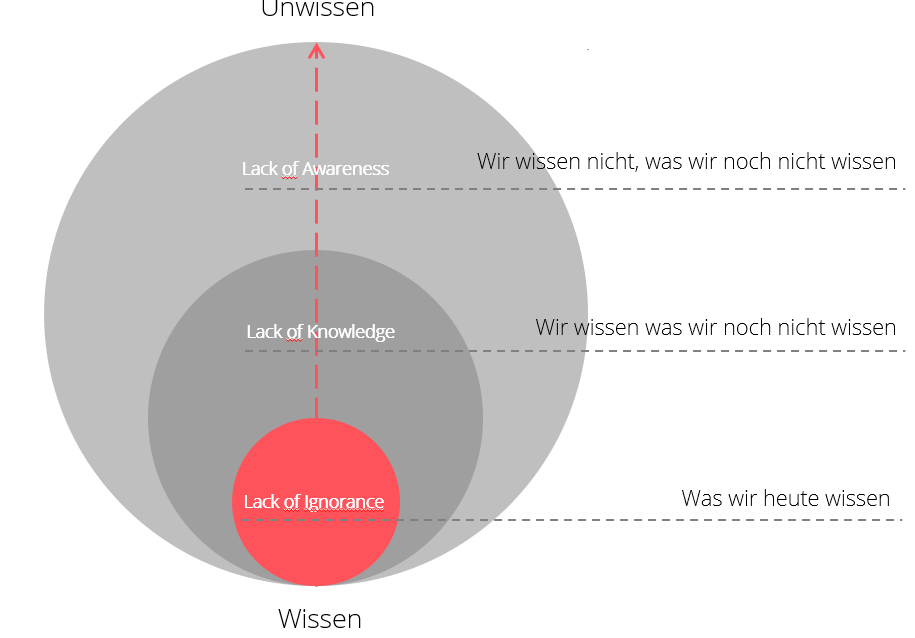 Unwissen
Lack of Awareness
Wir wissen nicht, was wir noch nicht wissen
Lack of Knowledge
Wir wissen was wir noch nicht wissen
Lack of Ignorance
Was wir heute wissen
Wissen